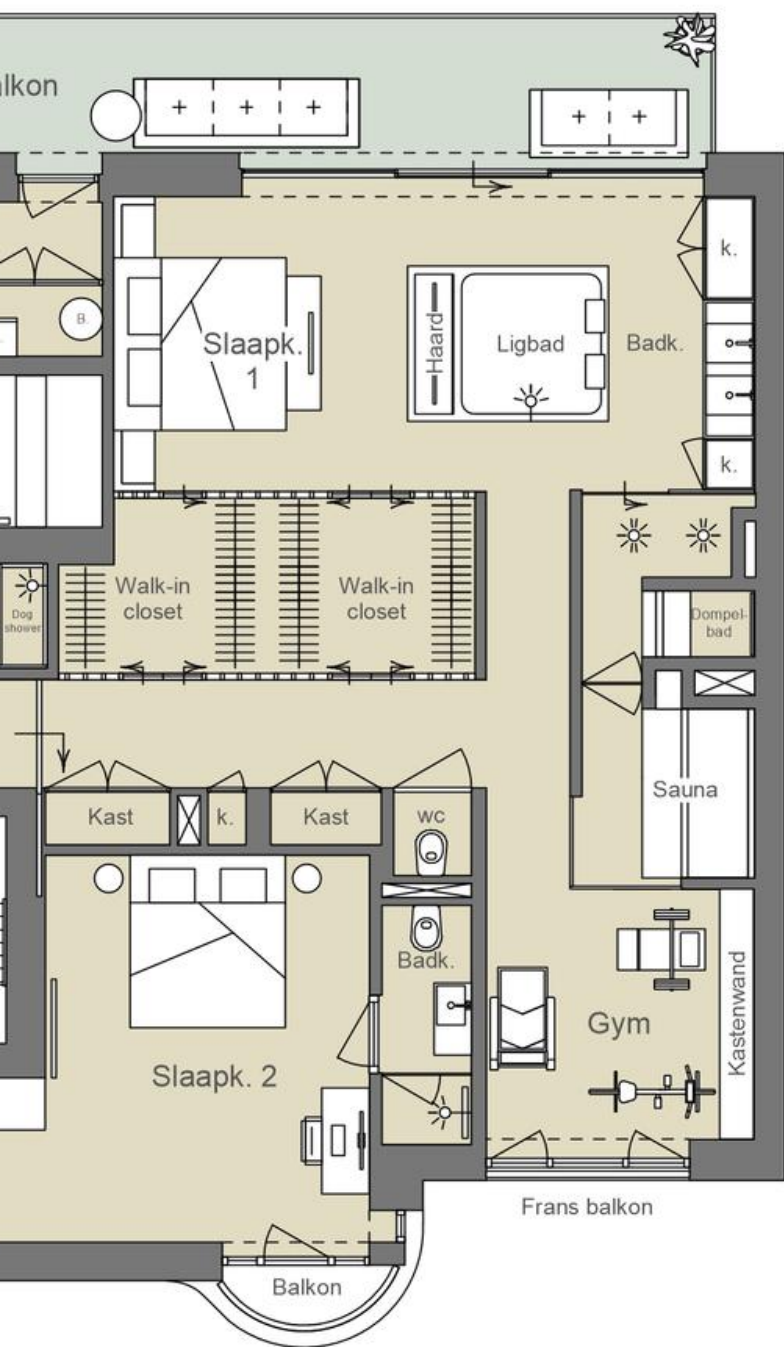 lkon
k.
B.
Slaapk.
1
Haard
Ligbad
Badk.
k.
Dog
shower
Walk-in
closet
Walk-in
closet
Dompel-
bad
Sauna
Kast
k.
Kast
wc
Badk.
Slaapk. 2
Gym
Kastenwand
Frans balkon
Balkon